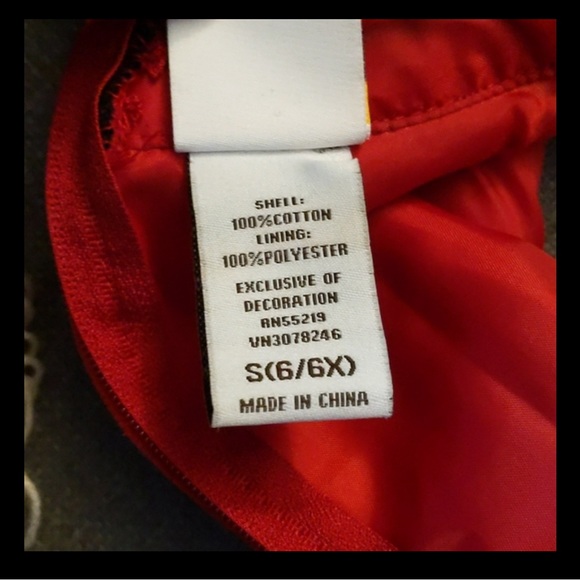 SHELL:
100%COTTON
LINING:
100%POLYESTER
EXCLUSIVE OF
DECORATION
RN55219
VN3078246
S(6/6X)
MADE IN CHINA